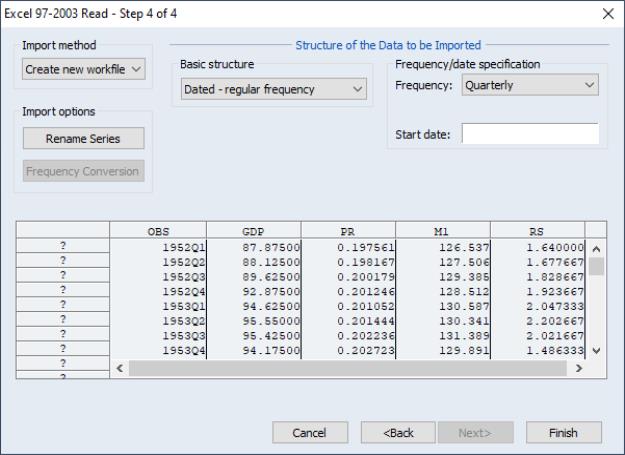 Excel 97-2003 Read - Step 4 of 4
Import method
Create new workfile
Structure of the Data to be Imported
Basic structure
Dated - regular frequency
Frequency/date specification
Frequency: Quarterly
Start date:
Import options
Rename Series
Frequency Conversion
OBS GDP PR M1 RS
? 1952Q1 87.87500 0.197561 126.537 1.640000
? 1952Q2 88.12500 0.198167 127.506 1.677667
? 1952Q3 89.62500 0.200179 129.385 1.828667
? 1952Q4 92.87500 0.201246 128.512 1.923667
? 1953Q1 94.62500 0.201052 130.587 2.047333
? 1953Q2 95.55000 0.201444 130.341 2.202667
? 1953Q3 95.42500 0.202236 131.389 2.021667
? 1953Q4 94.17500 0.202723 129.891 1.486333
?
?
Cancel <Back Next> Finish